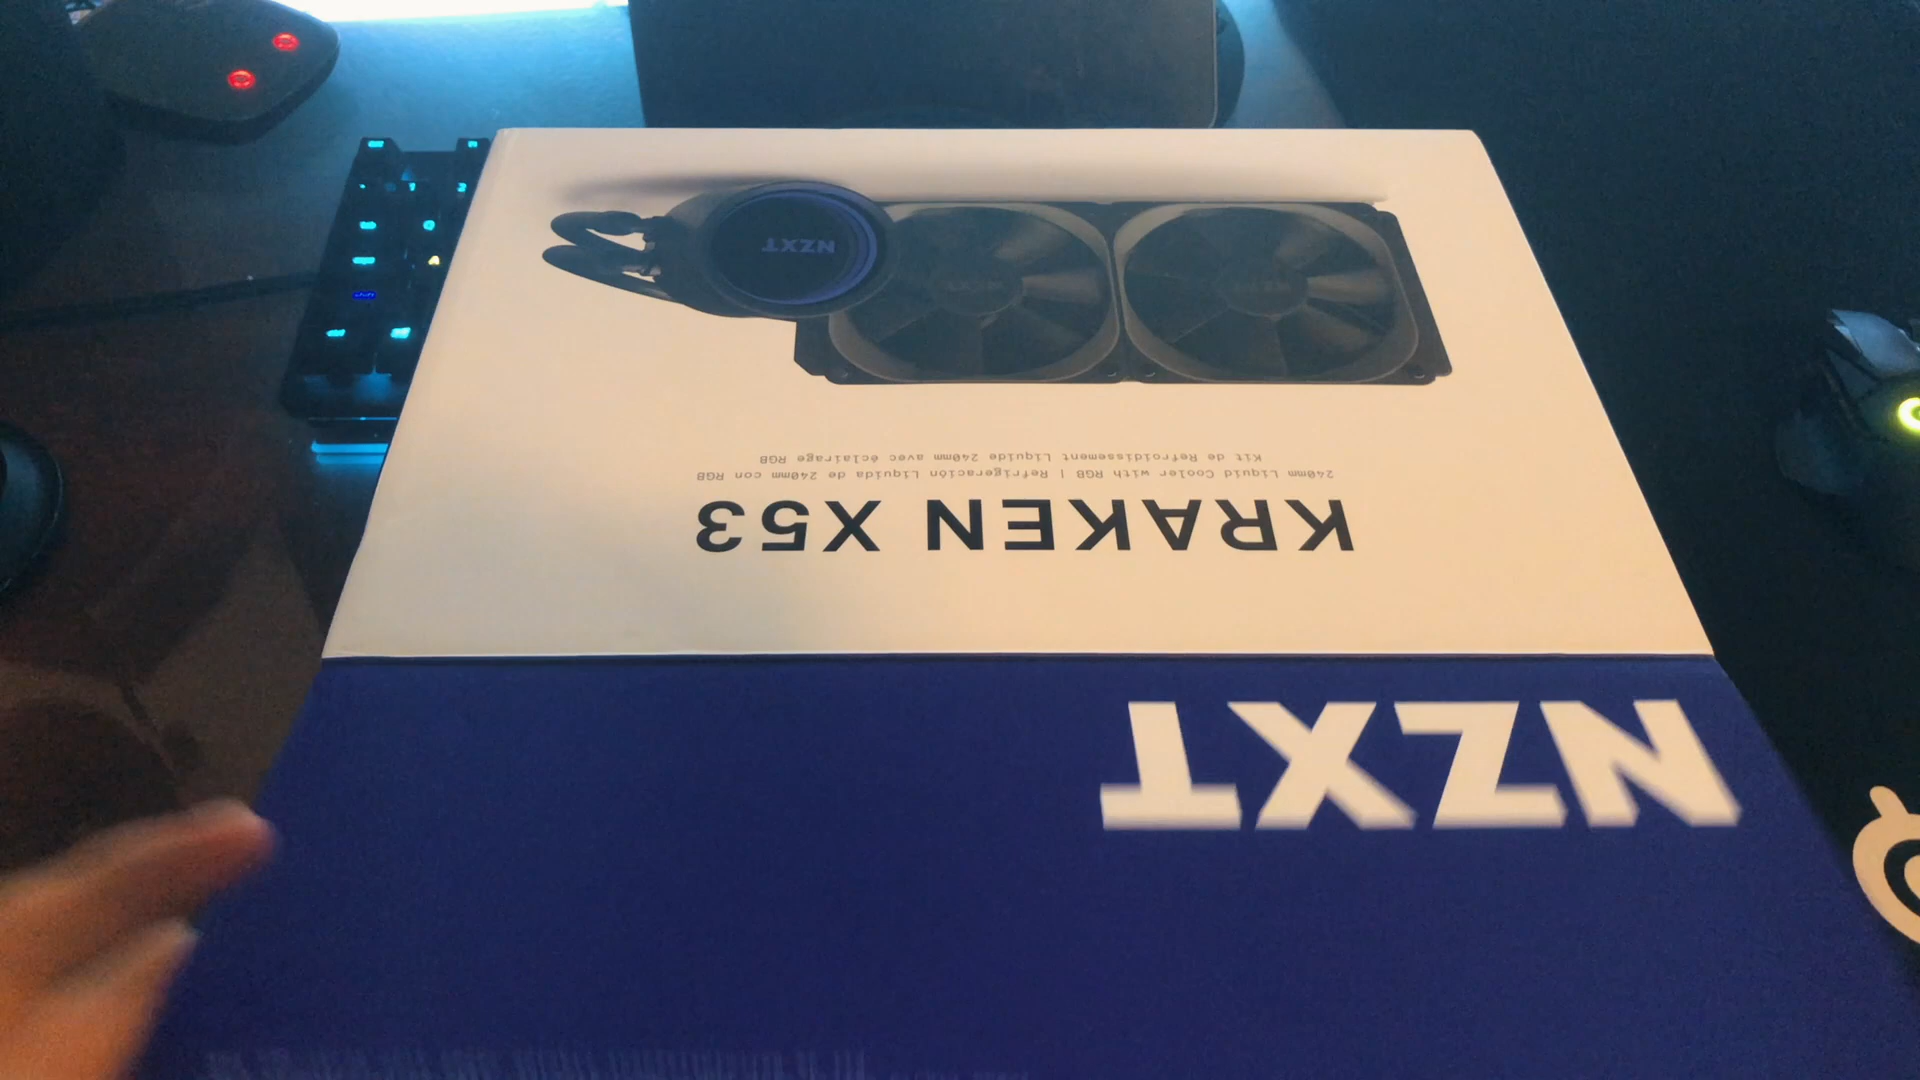 NZXT
KRAKEN X53
240mm Liquid Cooler with RGB | Refrigeración Líquida de 240mm con RGB
Kit de Refroidissement Liquide 240mm avec éclairage RGB
NZXT